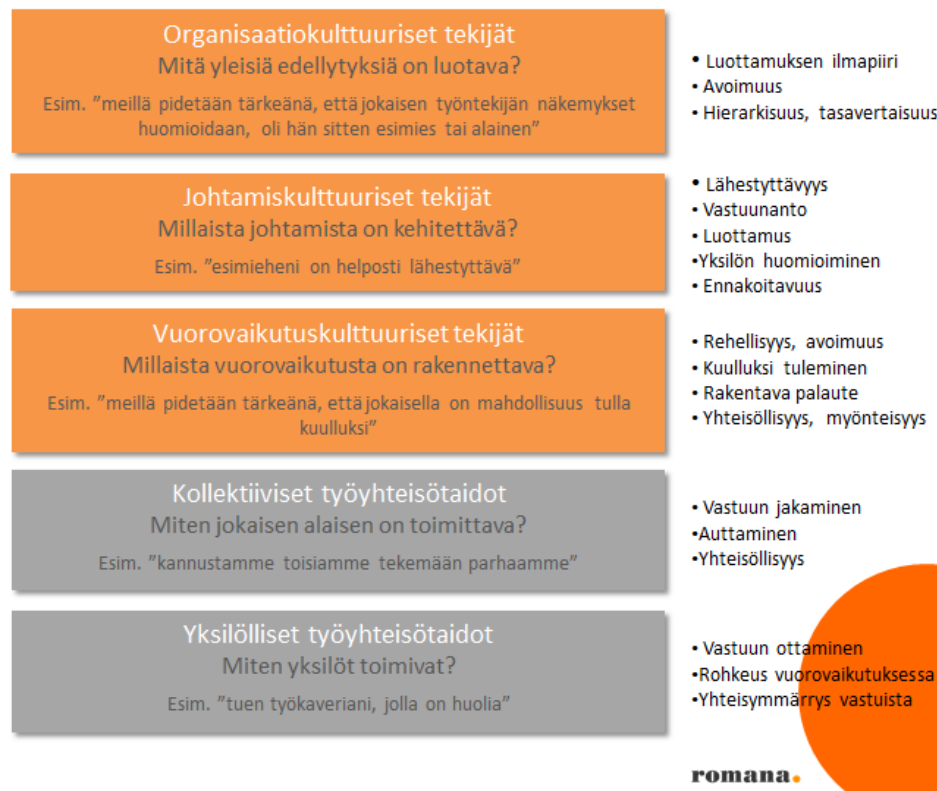 Organisaatiokulttuuriset tekijät
Mitä yleisiä edellytyksiä on luotava?
Esim. ”meillä pidetään tärkeänä, että jokaisen työntekijän näkemykset
huomioidaan, oli hän sitten esimies tai alainen”
• Luottamuksen ilmapiiri
• Avoimuus
• Hierarkisuus, tasavertaisuus
Johtamiskulttuuriset tekijät
Millaista johtamista on kehitettävä?
Esim. ”esimieheni on helposti lähestyttävä”
• Lähestyttävyys
• Vastuunanto
• Luottamus
•Yksilön huomioiminen
• Ennakoitavuus
Vuorovaikutuskulttuuriset tekijät
Millaista vuorovaikutusta on rakennettava?
Esim. ”meillä pidetään tärkeänä, että jokaisella on mahdollisuus tulla
kuulluksi”
• Rehellisyys, avoimuus
• Kuulluksi tuleminen
• Rakentava palaute
• Yhteisöllisyys, myönteisyys
Kollektiiviset työyhteisötaidot
Miten jokaisen alaisen on toimittava?
Esim. ”kannustamme toisiamme tekemään parhaamme”
• Vastuun jakaminen
•Auttaminen
•Yhteisöllisyys
Yksilölliset työyhteisötaidot
Miten yksilöt toimivat?
Esim. ”tuen työkaveriani, jolla on huolia”
• Vastuun ottaminen
•Rohkeus vuorovaikutuksessa
•Yhteisymmärrys vastuista
romana.